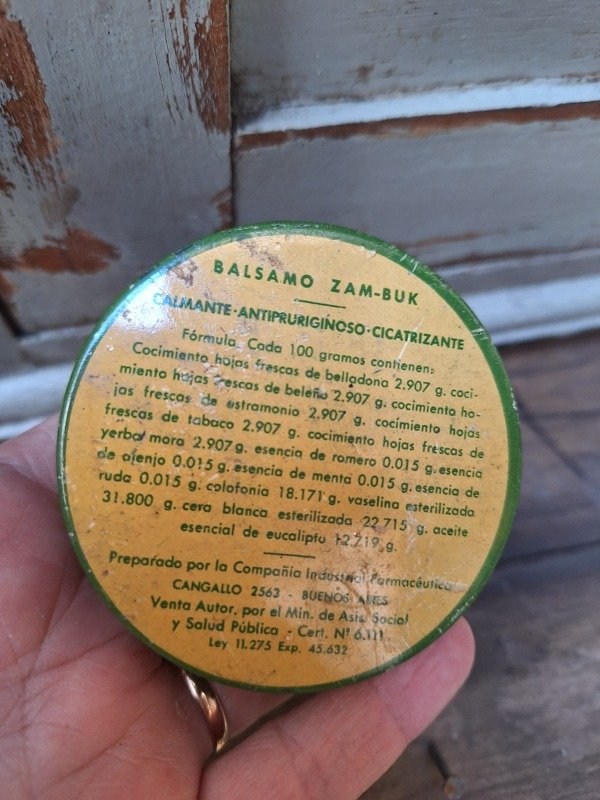 BALSAMO ZAM-BUK
CALMANTE-ANTIPRURIGINOSO-CICATRIZANTE
Fórmula. Cada 100 gramos contienen:
Cocimiento hojas frescas de belladona 2.907 g. coci-
miento hojas frescas de beleño 2.907 g. cocimiento ho-
jas frescas de estramonio 2.907 g. cocimiento hojas
frescas de tabaco 2.907 g. cocimiento hojas frescas de
yerba mora 2.907 g. esencia de romero 0.015 g. esencia
de ajenjo 0.015 g. esencia de menta 0.015 g. esencia de
ruda 0.015 g. colofonia 18.171 g. vaselina esterilizada
31.800 g. cera blanca esterilizada 22.715 g. aceite
esencial de eucalipto 12.719 g.
Preparado por la Compañía Industrial Farmacéutica
CANGALLO 2563 - BUENOS AIRES
Venta Autor. por el Min. de Asis. Social
y Salud Pública - Cert. Nº 6.111
Ley 11.275 Exp. 45.632